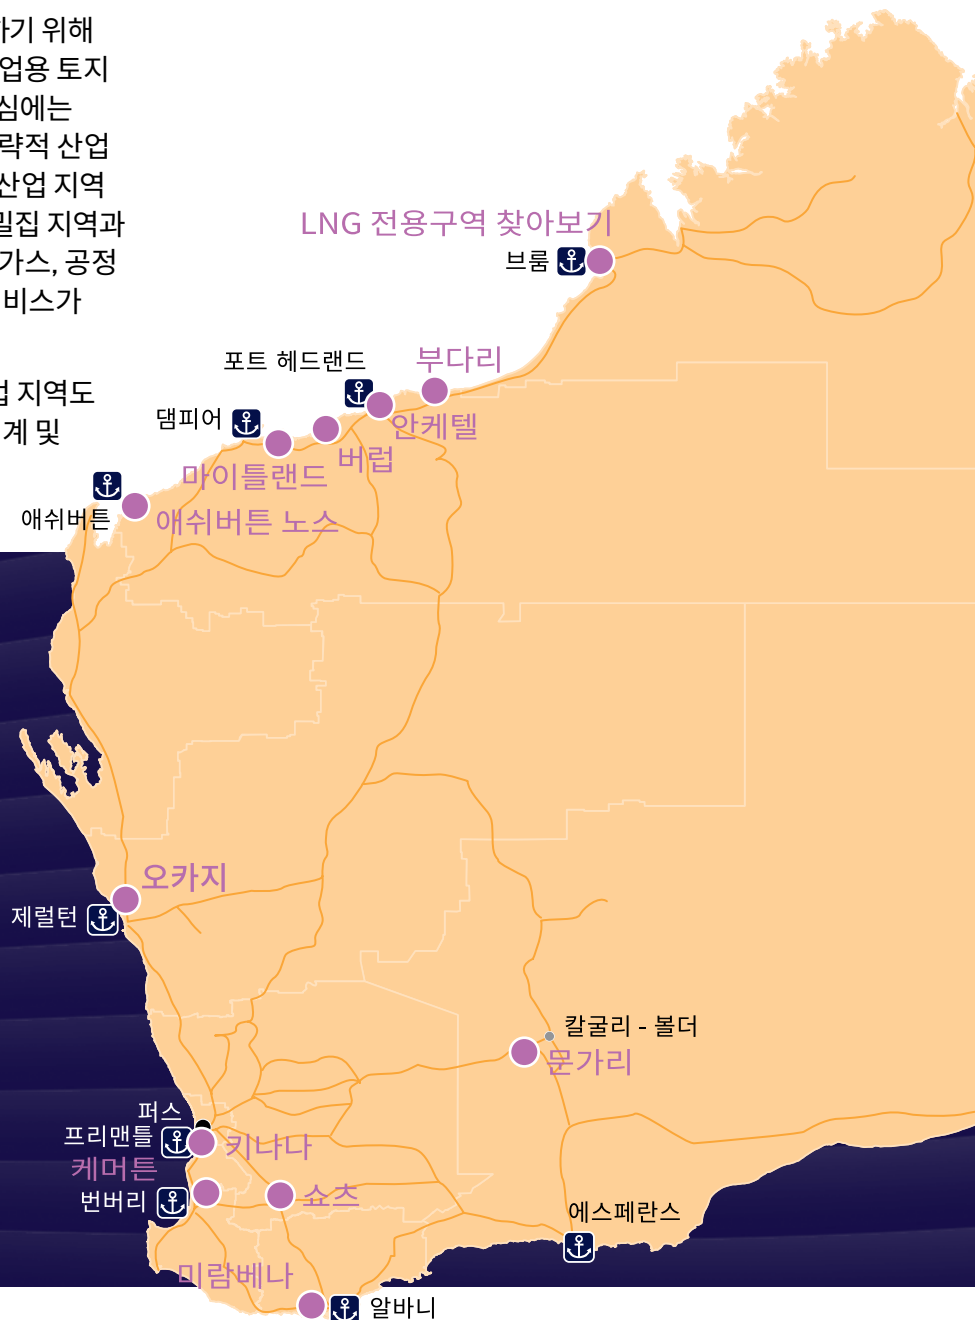 하기 위해
업용 토지
심에는
략적 산업
산업 지역
밀집 지역과
가스, 공정
비스가
업 지역도
계 및
LNG 전용구역 찾아보기
브룸
포트 헤드랜드
부다리
댐피어
안케텔
버럽
마이틀랜드
애쉬버튼
애쉬버튼 노스
오카지
제럴턴
칼굴리 - 볼더
문가리
퍼스
프리맨틀
키나나
케머튼
번버리
쇼츠
에스페란스
미람베나
알바니